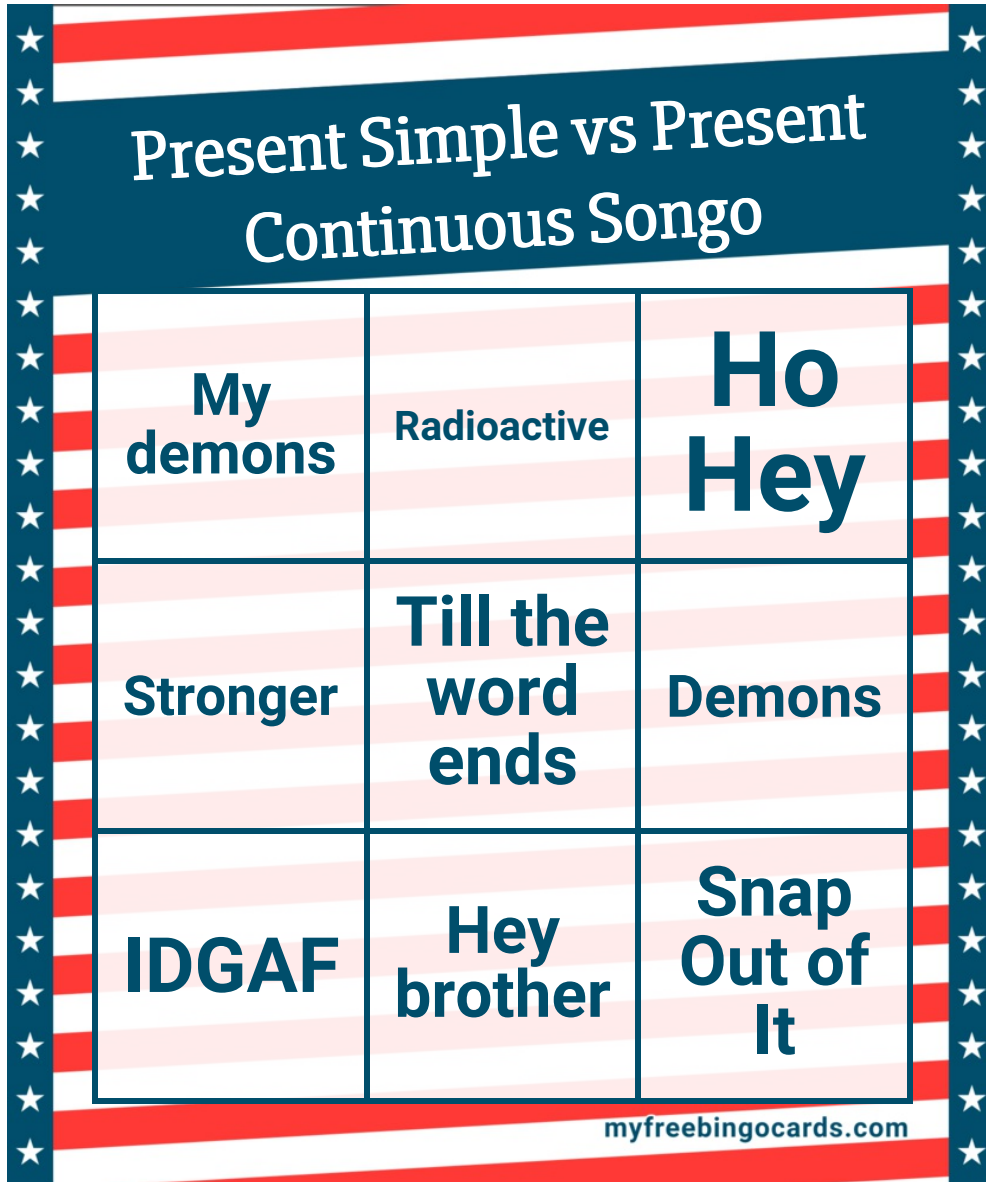 Present Simple vs Present
Continuous Songo
My
demons
Radioactive
Ho
Hey
Stronger
Till the
word
ends
Demons
IDGAF
Hey
brother
Snap
Out of
It
myfreebingocards.com